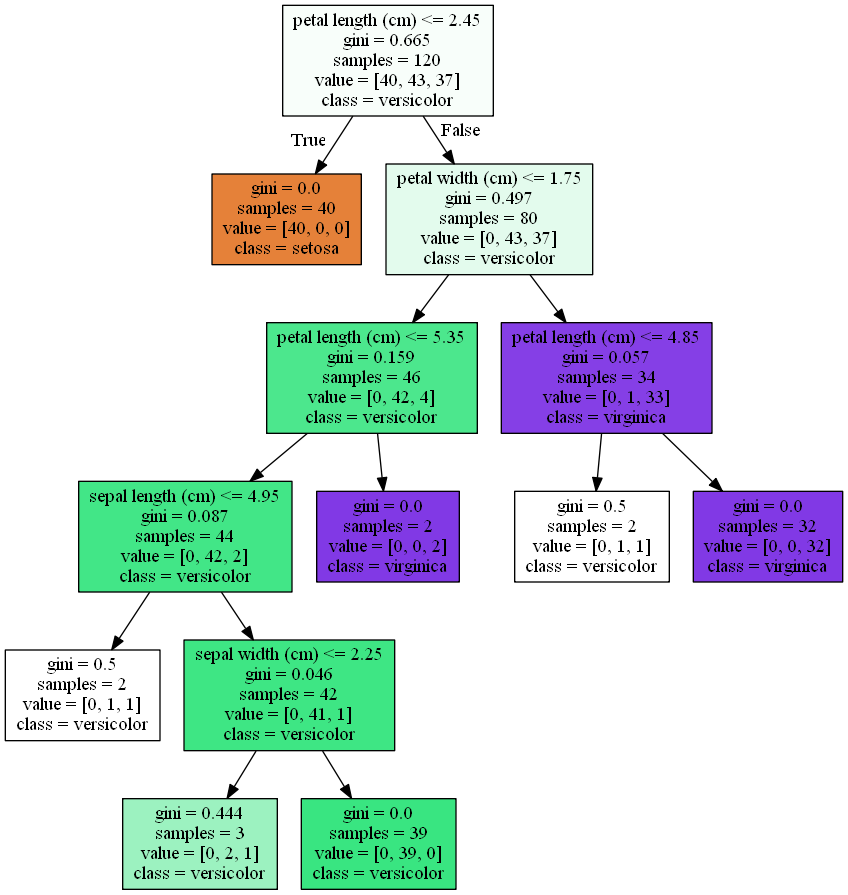 petal length (cm) <= 2.45
gini = 0.665
samples = 120
value = [40, 43, 37]
class = versicolor
True
False
gini = 0.0
samples = 40
value = [40, 0, 0]
class = setosa
petal width (cm) <= 1.75
gini = 0.497
samples = 80
value = [0, 43, 37]
class = versicolor
petal length (cm) <= 5.35
gini = 0.159
samples = 46
value = [0, 42, 4]
class = versicolor
petal length (cm) <= 4.85
gini = 0.057
samples = 34
value = [0, 1, 33]
class = virginica
sepal length (cm) <= 4.95
gini = 0.087
samples = 44
value = [0, 42, 2]
class = versicolor
gini = 0.0
samples = 2
value = [0, 0, 2]
class = virginica
gini = 0.5
samples = 2
value = [0, 1, 1]
class = versicolor
gini = 0.0
samples = 32
value = [0, 0, 32]
class = virginica
gini = 0.5
samples = 2
value = [0, 1, 1]
class = versicolor
sepal width (cm) <= 2.25
gini = 0.046
samples = 42
value = [0, 41, 1]
class = versicolor
gini = 0.444
samples = 3
value = [0, 2, 1]
class = versicolor
gini = 0.0
samples = 39
value = [0, 39, 0]
class = versicolor